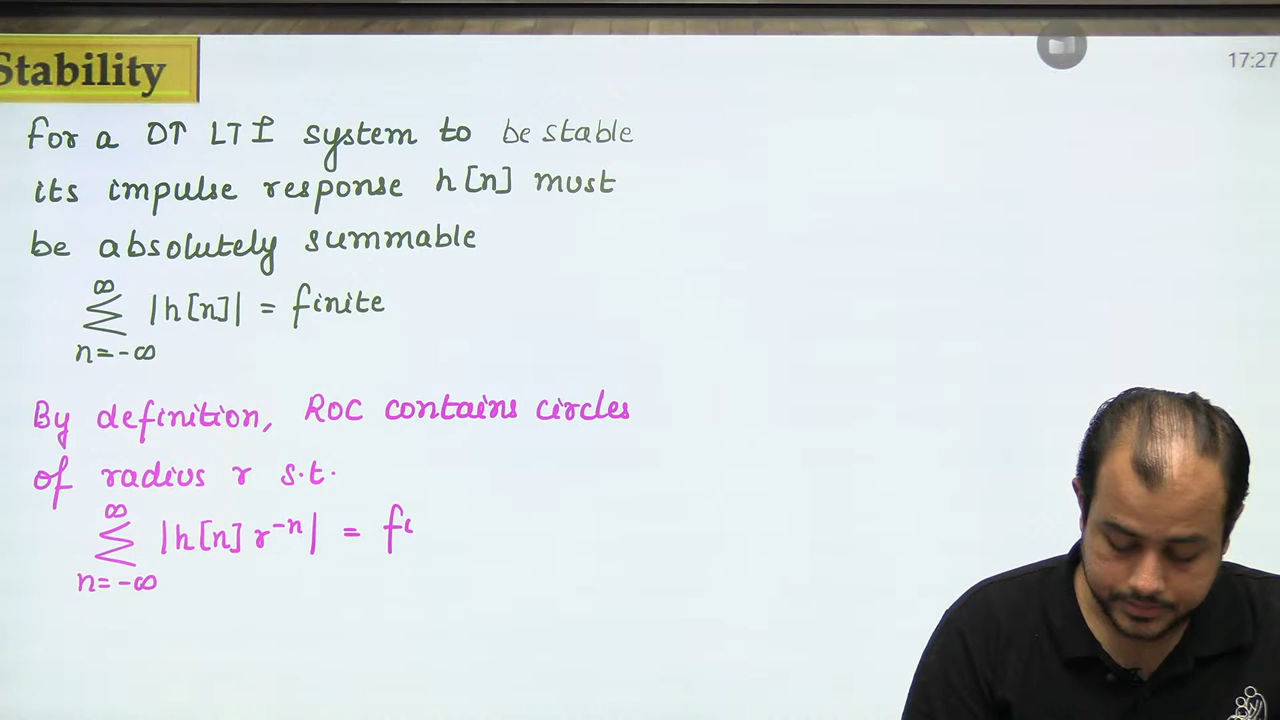 Stability
17:27
For a DT LTI system to be stable
its impulse response h[n] must
be absolutely summable
∞
∑ |h[n]| = finite
n=-∞
By definition, ROC contains circles
of radius r s.t.
∞
∑ |h[n] r⁻ⁿ| = fi
n=-∞